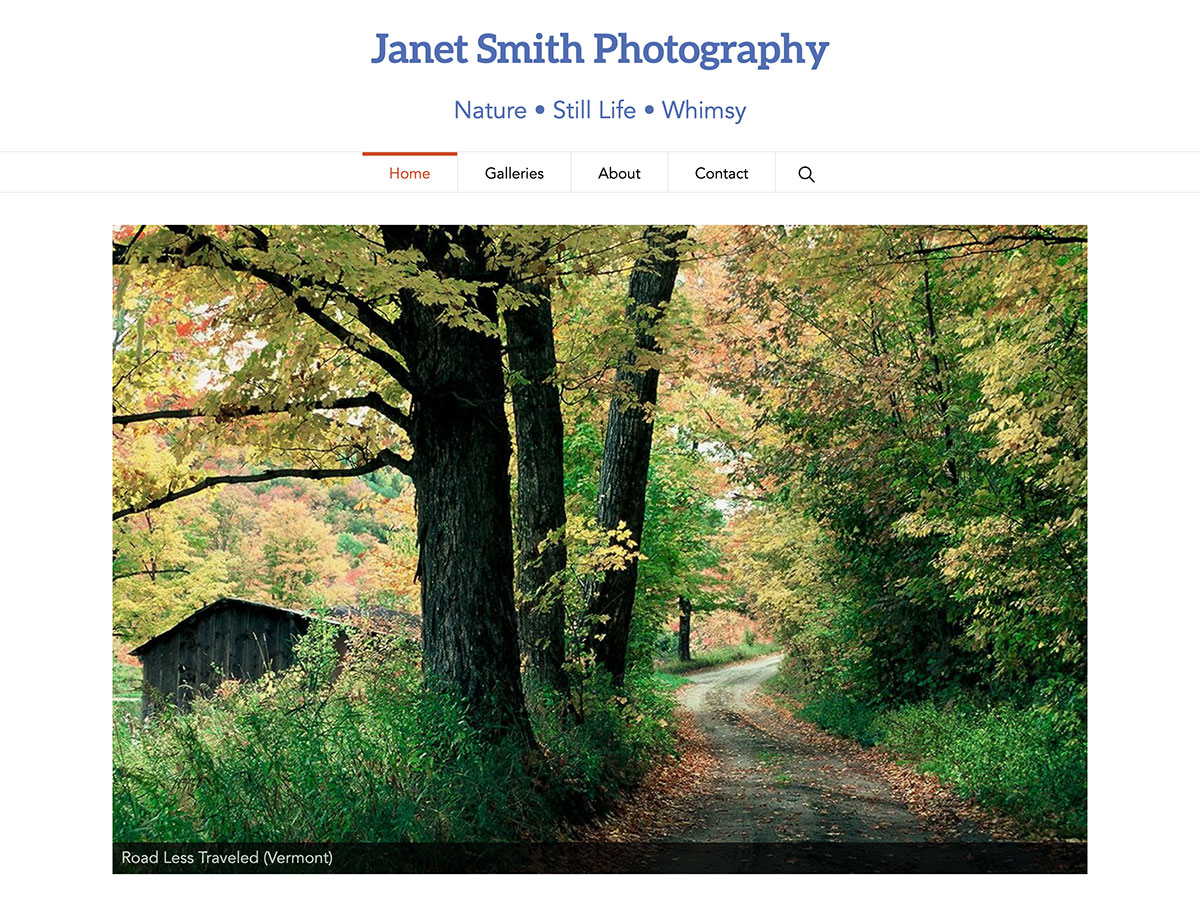 Janet Smith Photography
Nature • Still Life • Whimsy
Home Galleries About Contact
Road Less Traveled (Vermont)